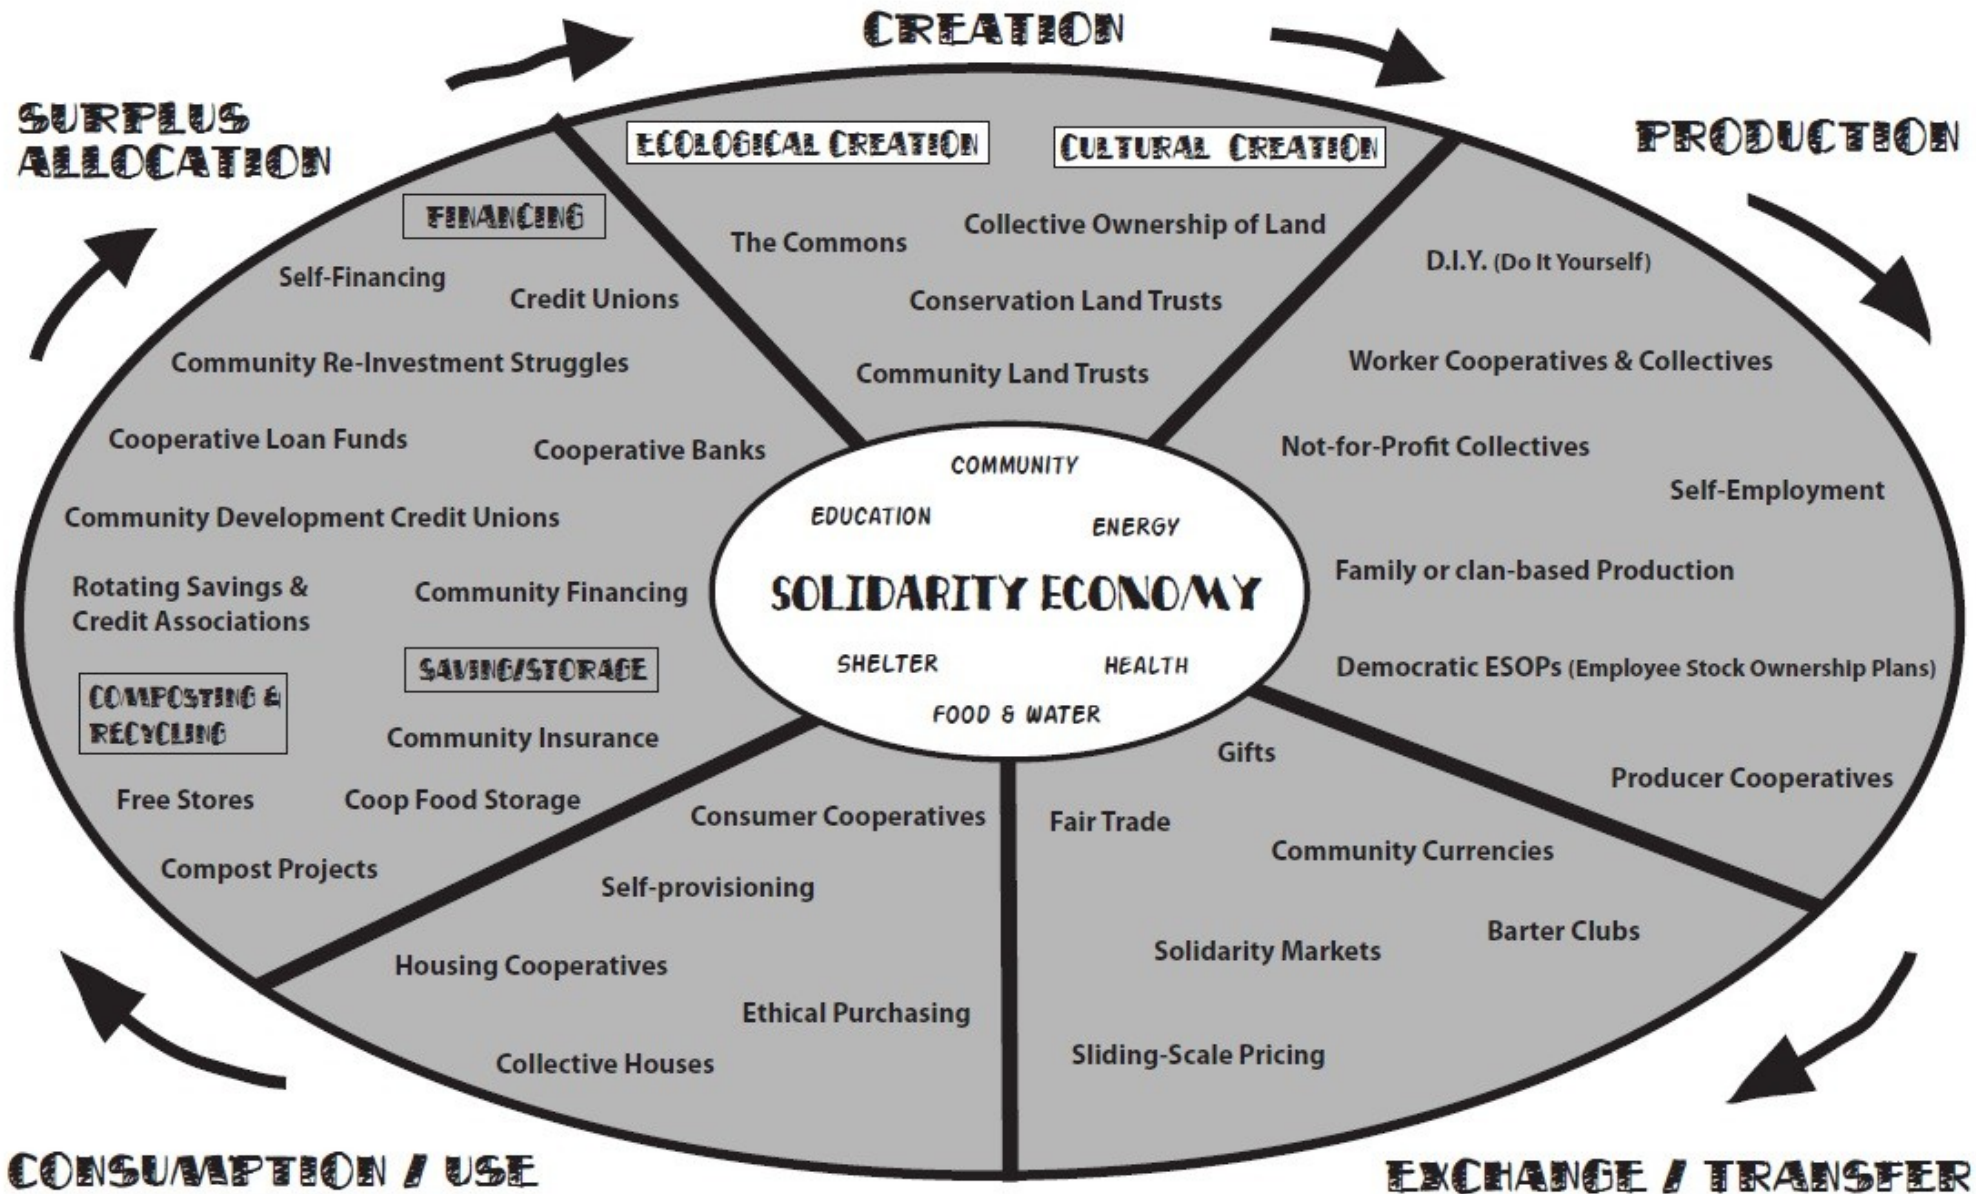 CREATION
SURPLUS
ALLOCATION
PRODUCTION
ECOLOGICAL CREATION
CULTURAL CREATION
The Commons
Collective Ownership of Land
Conservation Land Trusts
Community Land Trusts
FINANCING
Self-Financing
Credit Unions
Community Re-Investment Struggles
Cooperative Loan Funds
Cooperative Banks
Community Development Credit Unions
Rotating Savings &
Credit Associations
Community Financing
SAVING/STORAGE
COMPOSTING &
RECYCLING
Community Insurance
Free Stores
Coop Food Storage
Compost Projects
D.I.Y. (Do It Yourself)
Worker Cooperatives & Collectives
Not-for-Profit Collectives
Self-Employment
Family or clan-based Production
Democratic ESOPs (Employee Stock Ownership Plans)
Producer Cooperatives
COMMUNITY
EDUCATION
ENERGY
SOLIDARITY ECONOMY
SHELTER
HEALTH
FOOD & WATER
Gifts
Fair Trade
Community Currencies
Barter Clubs
Solidarity Markets
Sliding-Scale Pricing
Consumer Cooperatives
Self-provisioning
Housing Cooperatives
Ethical Purchasing
Collective Houses
CONSUMPTION / USE
EXCHANGE / TRANSFER